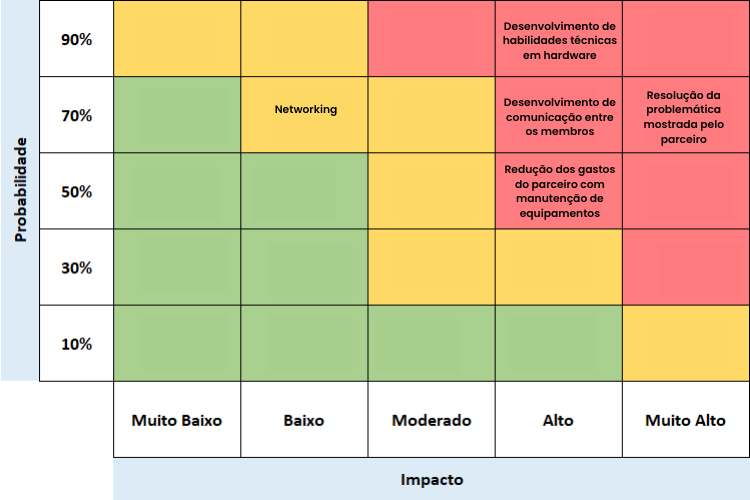 Probabilidade
90%
Desenvolvimento de
habilidades técnicas
em hardware
70%
Networking
Desenvolvimento de
comunicação entre
os membros
Resolução da
problemática
mostrada pelo
parceiro
50%
Redução dos gastos
do parceiro com
manutenção de
equipamentos
30%
10%
Muito Baixo
Baixo
Moderado
Alto
Muito Alto
Impacto